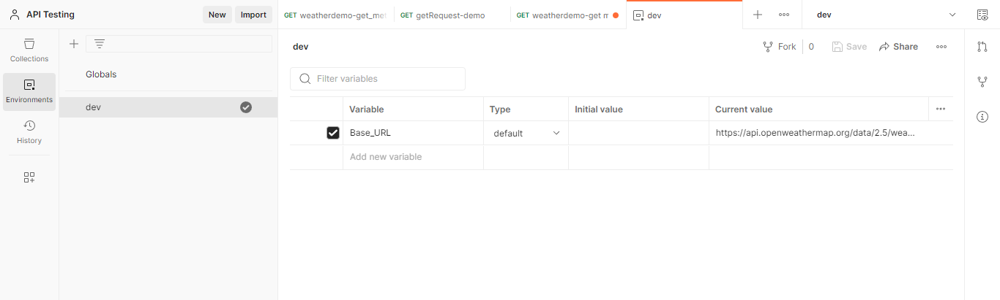 API Testing
New
Import
GET weatherdemo-get_met
GET getRequest-demo
GET weatherdemo-get m
dev
dev
Collections
Environments
History
Globals
dev
dev
Fork
0
Save
Share
Filter variables
Variable
Type
Initial value
Current value
Base_URL
default
https://api.openweathermap.org/data/2.5/wea...
Add new variable